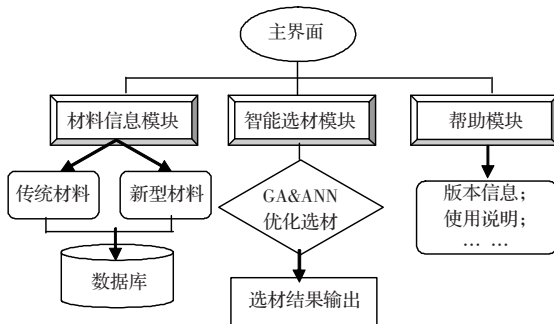 主界面
材料信息模块
智能选材模块
帮助模块
传统材料
新型材料
GA&ANN
优化选材
版本信息；
使用说明；
… …
数据库
选材结果输出